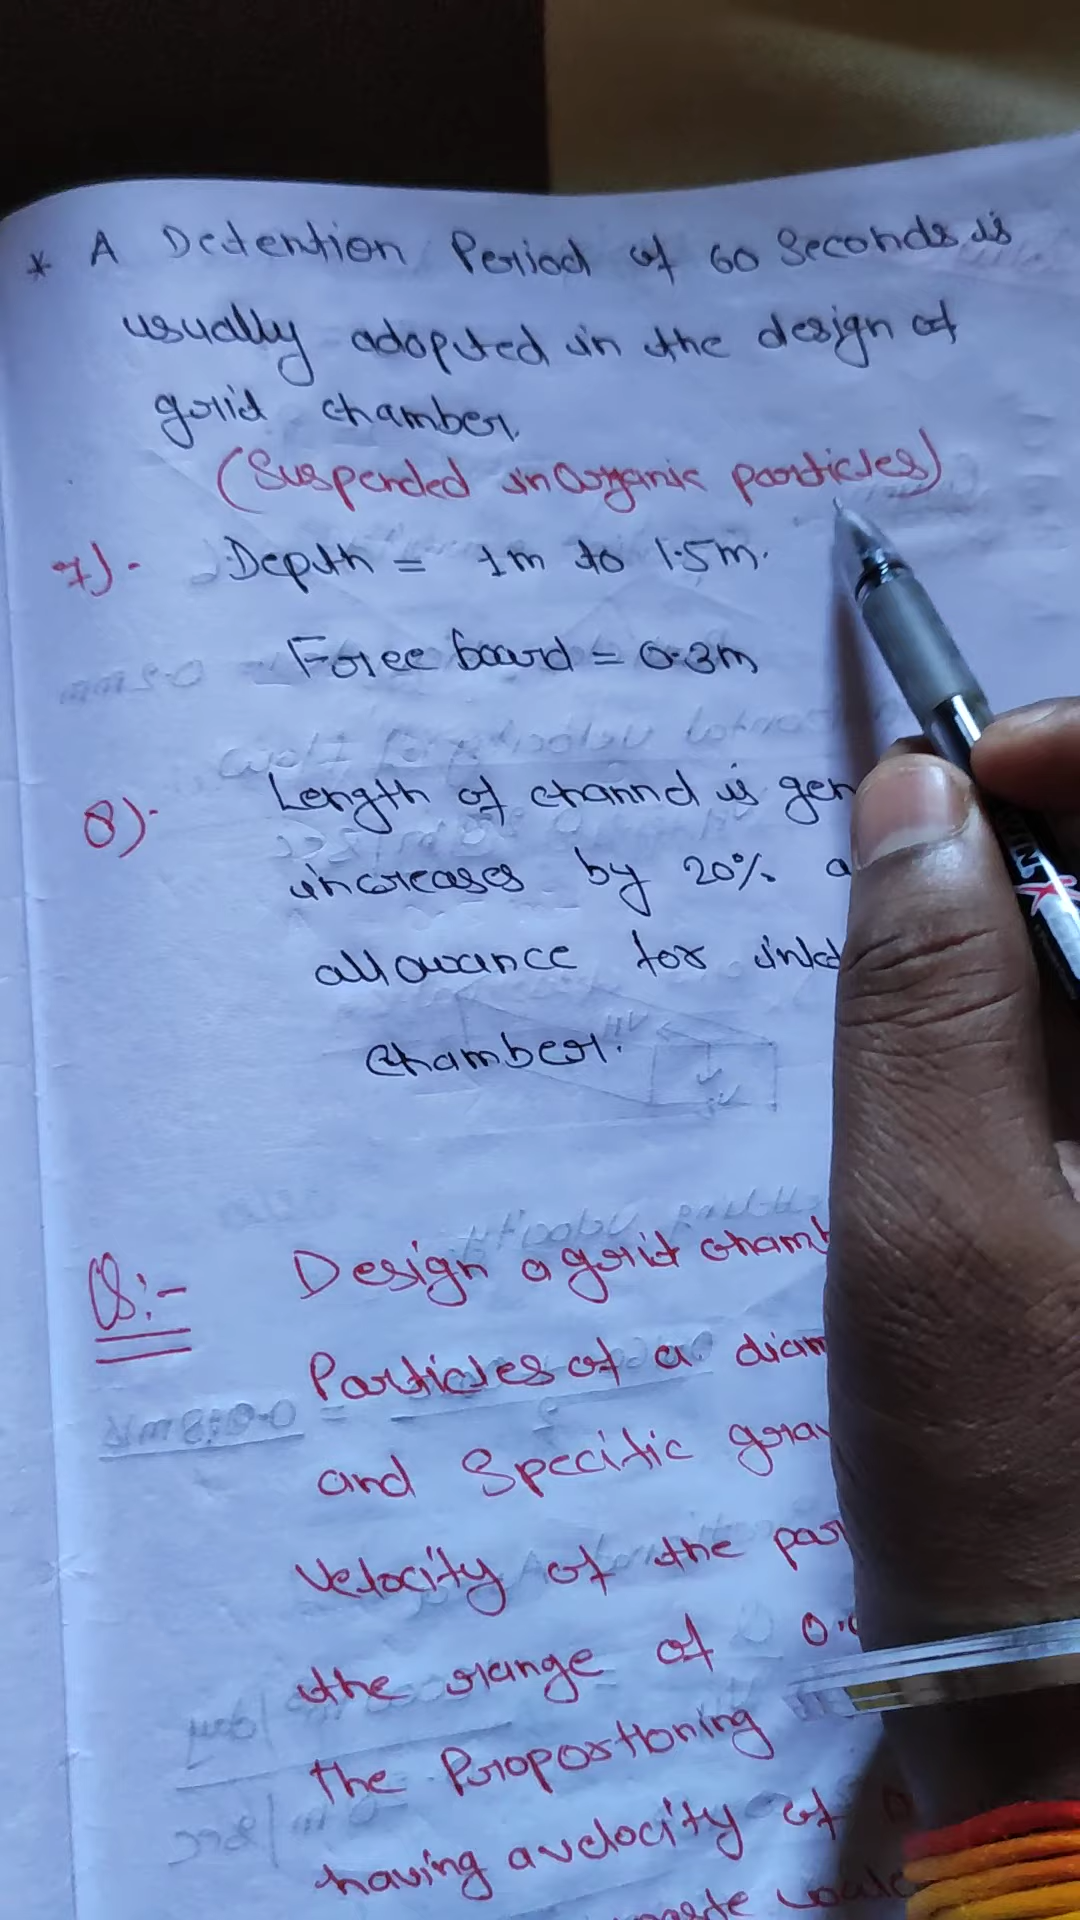 * A Detention Period of 60 Seconds is
usually adopted in the design of
grid chamber.
(Suspended inorganic particles)
7).- Depth = 1m to 1.5m.
Free board = 0.3m
8).- Length of channel is gen
increases by 20% a
allowance for inlet
chamber.
Q:- Design a grit chamb
Particles of a diam
and Specific grav
Velocity of the par
the range of 0.0
the Proportioning
having a velocity of
waste